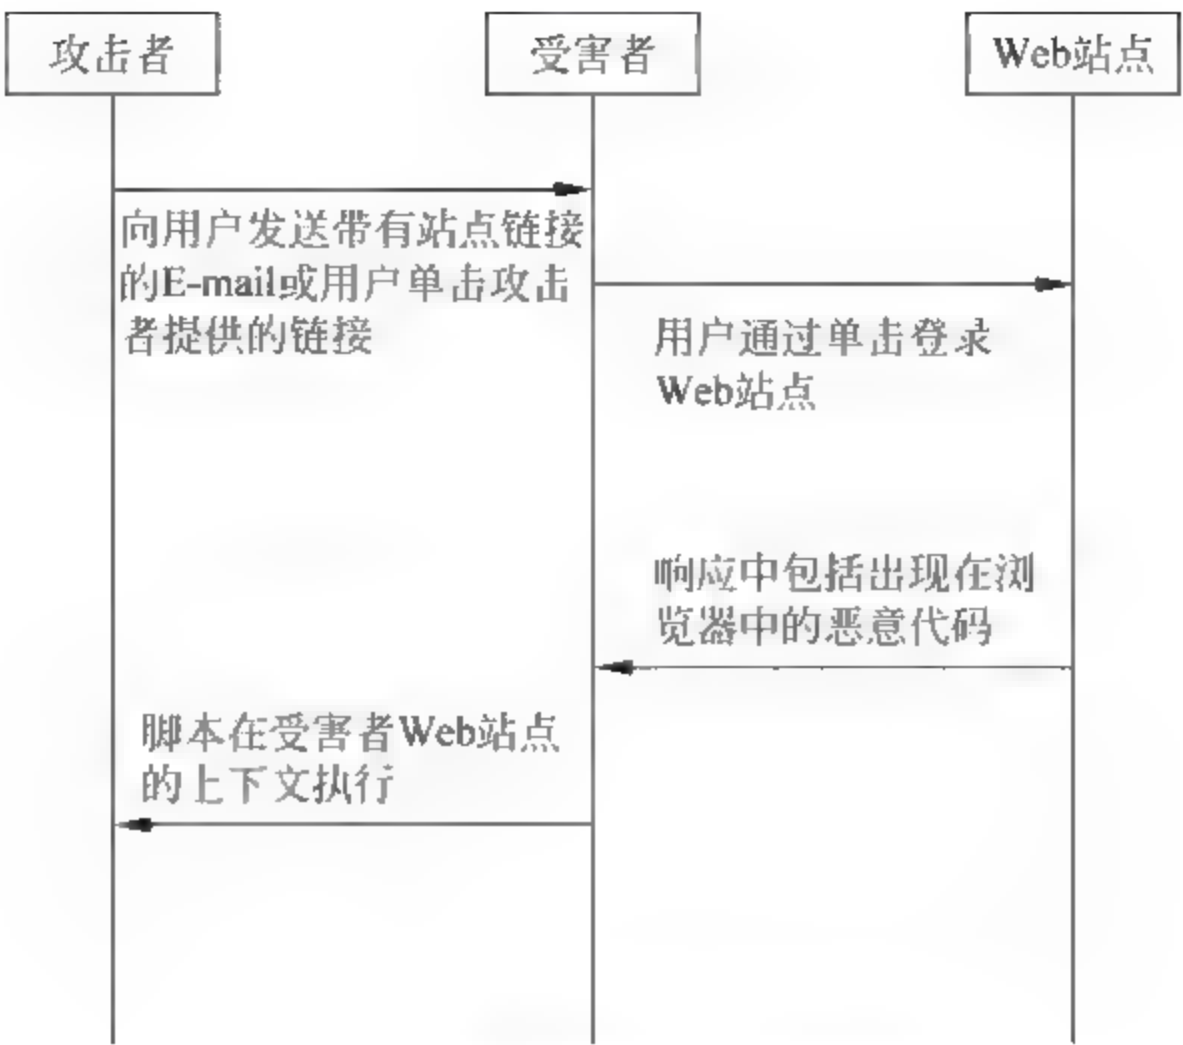 攻击者
受害者
Web站点
向用户发送带有站点链接
的E-mail或用户单击攻击
者提供的链接
用户通过单击登录
Web站点
响应中包括出现在浏
览器中的恶意代码
脚本在受害者Web站点
的上下文执行